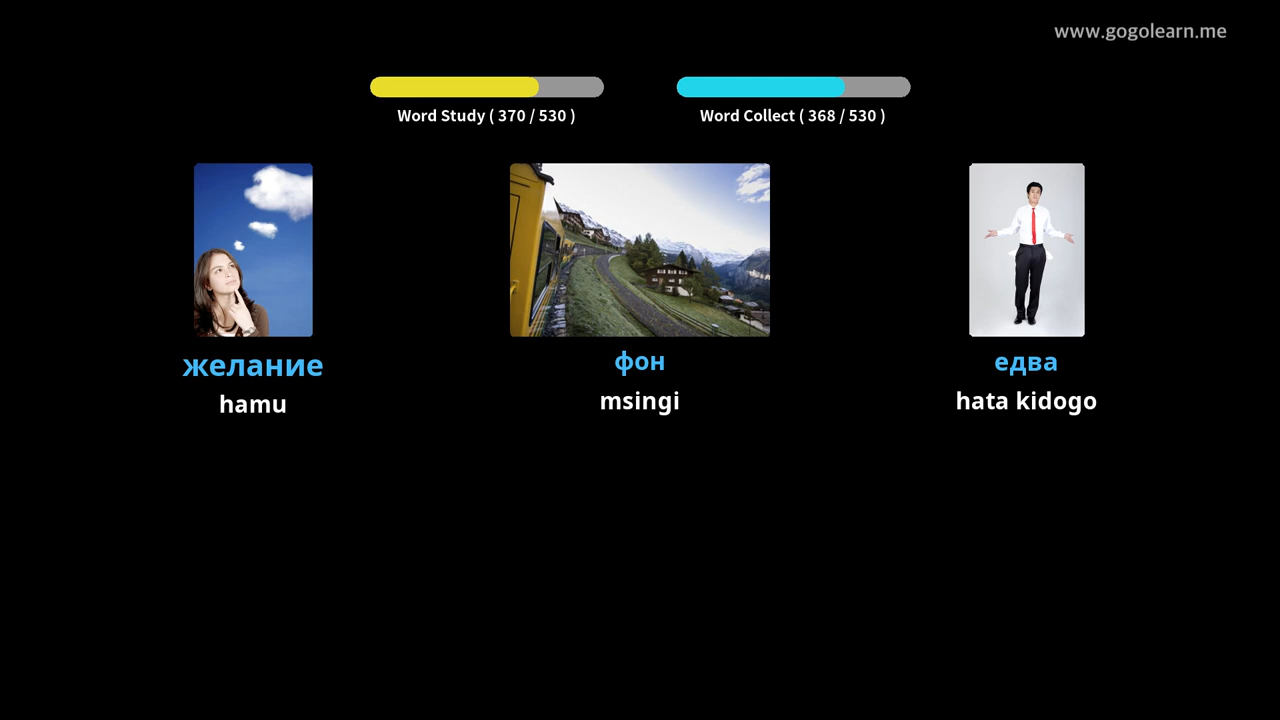 www.gogolearn.me
Word Study ( 370 / 530 )
Word Collect ( 368 / 530 )
желание
фон
едва
hamu
msingi
hata kidogo